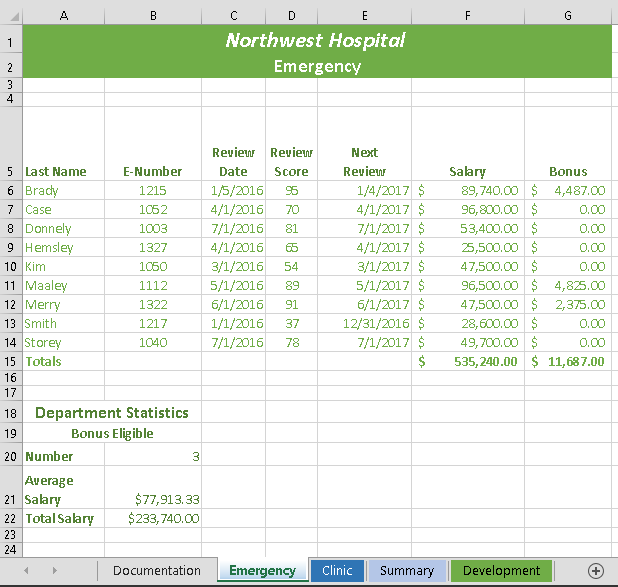 A B C D E F G
1 Northwest Hospital
2 Emergency
3
4
5 Last Name E-Number Review Date Review Score Next Review Salary Bonus
6 Brady 1215 1/5/2016 95 1/4/2017 $ 89,740.00 $ 4,487.00
7 Case 1052 4/1/2016 70 4/1/2017 $ 96,800.00 $ 0.00
8 Donnely 1003 7/1/2016 81 7/1/2017 $ 53,400.00 $ 0.00
9 Hemsley 1327 4/1/2016 65 4/1/2017 $ 25,500.00 $ 0.00
10 Kim 1050 3/1/2016 54 3/1/2017 $ 47,500.00 $ 0.00
11 Maaley 1112 5/1/2016 89 5/1/2017 $ 96,500.00 $ 4,825.00
12 Merry 1322 6/1/2016 91 6/1/2017 $ 47,500.00 $ 2,375.00
13 Smith 1217 1/1/2016 37 12/31/2016 $ 28,600.00 $ 0.00
14 Storey 1040 7/1/2016 78 7/1/2017 $ 49,700.00 $ 0.00
15 Totals $ 535,240.00 $ 11,687.00
16
17
18 Department Statistics
19 Bonus Eligible
20 Number 3
21 Average Salary $77,913.33
22 Total Salary $233,740.00
23
24
Documentation Emergency Clinic Summary Development